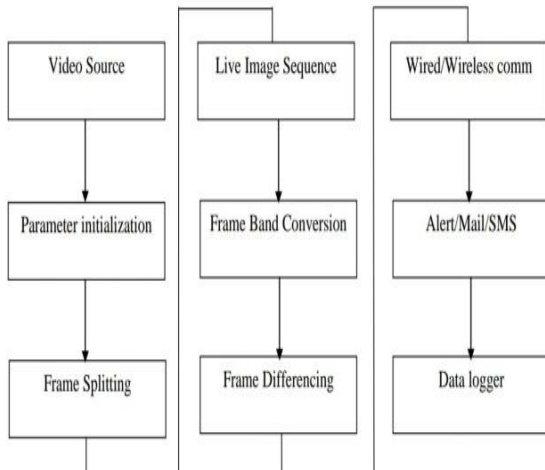 Video Source
Parameter initialization
Frame Splitting
Live Image Sequence
Frame Band Conversion
Frame Differencing
Wired/Wireless comm
Alert/Mail/SMS
Data logger